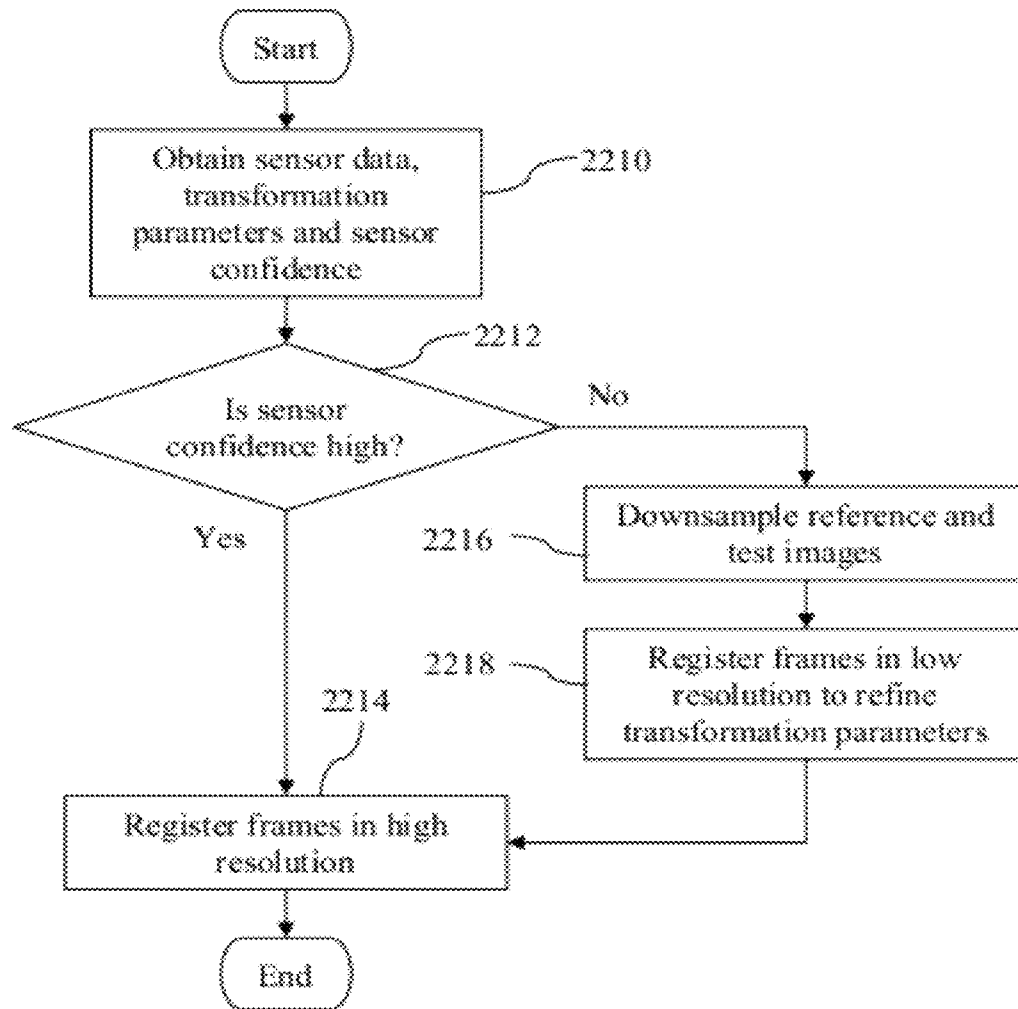 Start
Obtain sensor data,
transformation
parameters and sensor
confidence
2210
2212
Is sensor
confidence high?
No
Yes
Downsample reference and
test images
2216
Register frames in low
resolution to refine
transformation parameters
2218
2214
Register frames in high
resolution
End